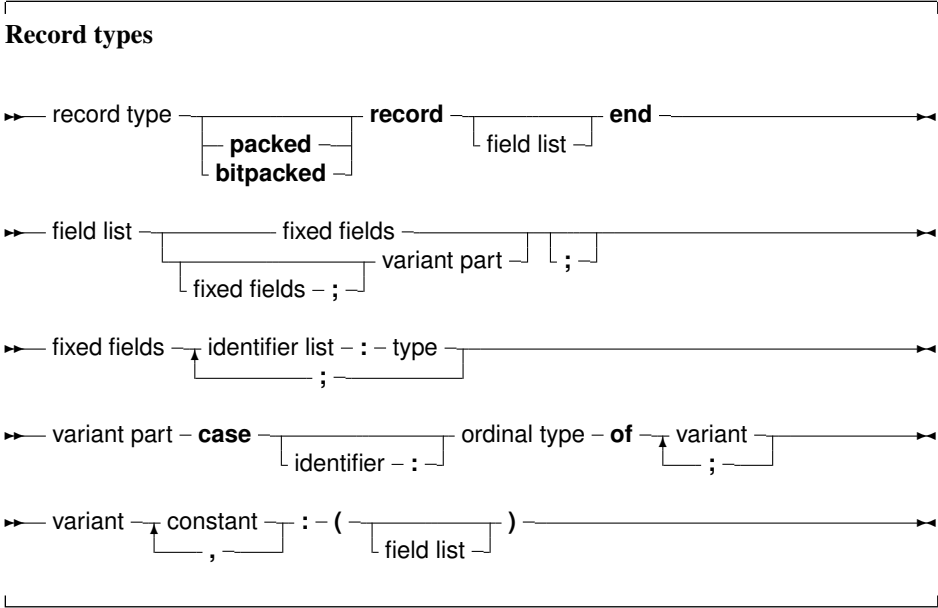 Record types
record type packed bitpacked record field list end
field list fixed fields fixed fields ; variant part ;
fixed fields identifier list : type ;
variant part case identifier : ordinal type of variant ;
variant constant , : ( field list )